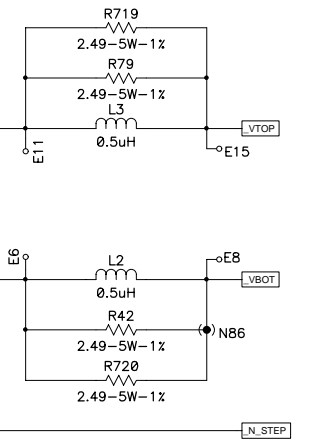 R719
2.49-5W-1%
R79
2.49-5W-1%
L3
0.5uH
_VTOP
E11
E15
E6
L2
E8
0.5uH
_VBOT
R42
N86
2.49-5W-1%
R720
2.49-5W-1%
_N_STEP